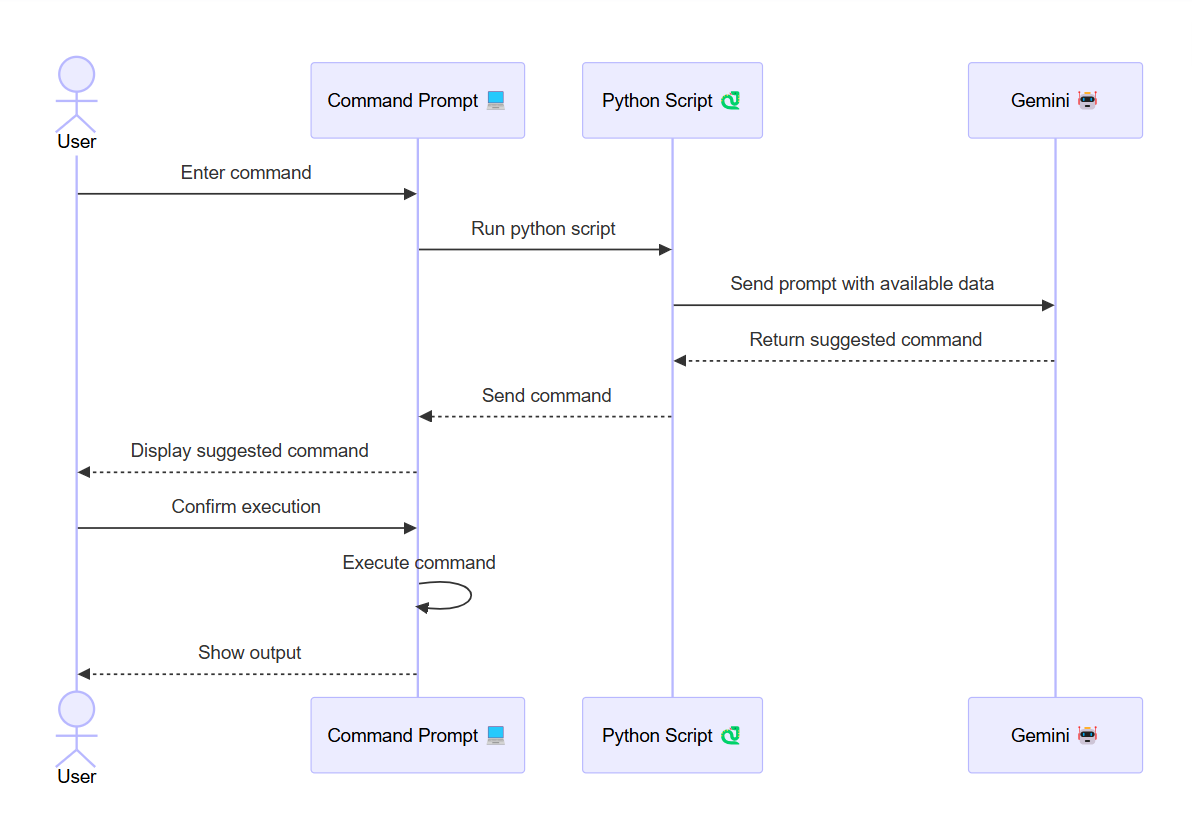 Command Prompt 💻
Python Script 🐍
Gemini 🤖
User
Enter command
Run python script
Send prompt with available data
Return suggested command
Send command
Display suggested command
Confirm execution
Execute command
Show output
Command Prompt 💻
Python Script 🐍
Gemini 🤖
User